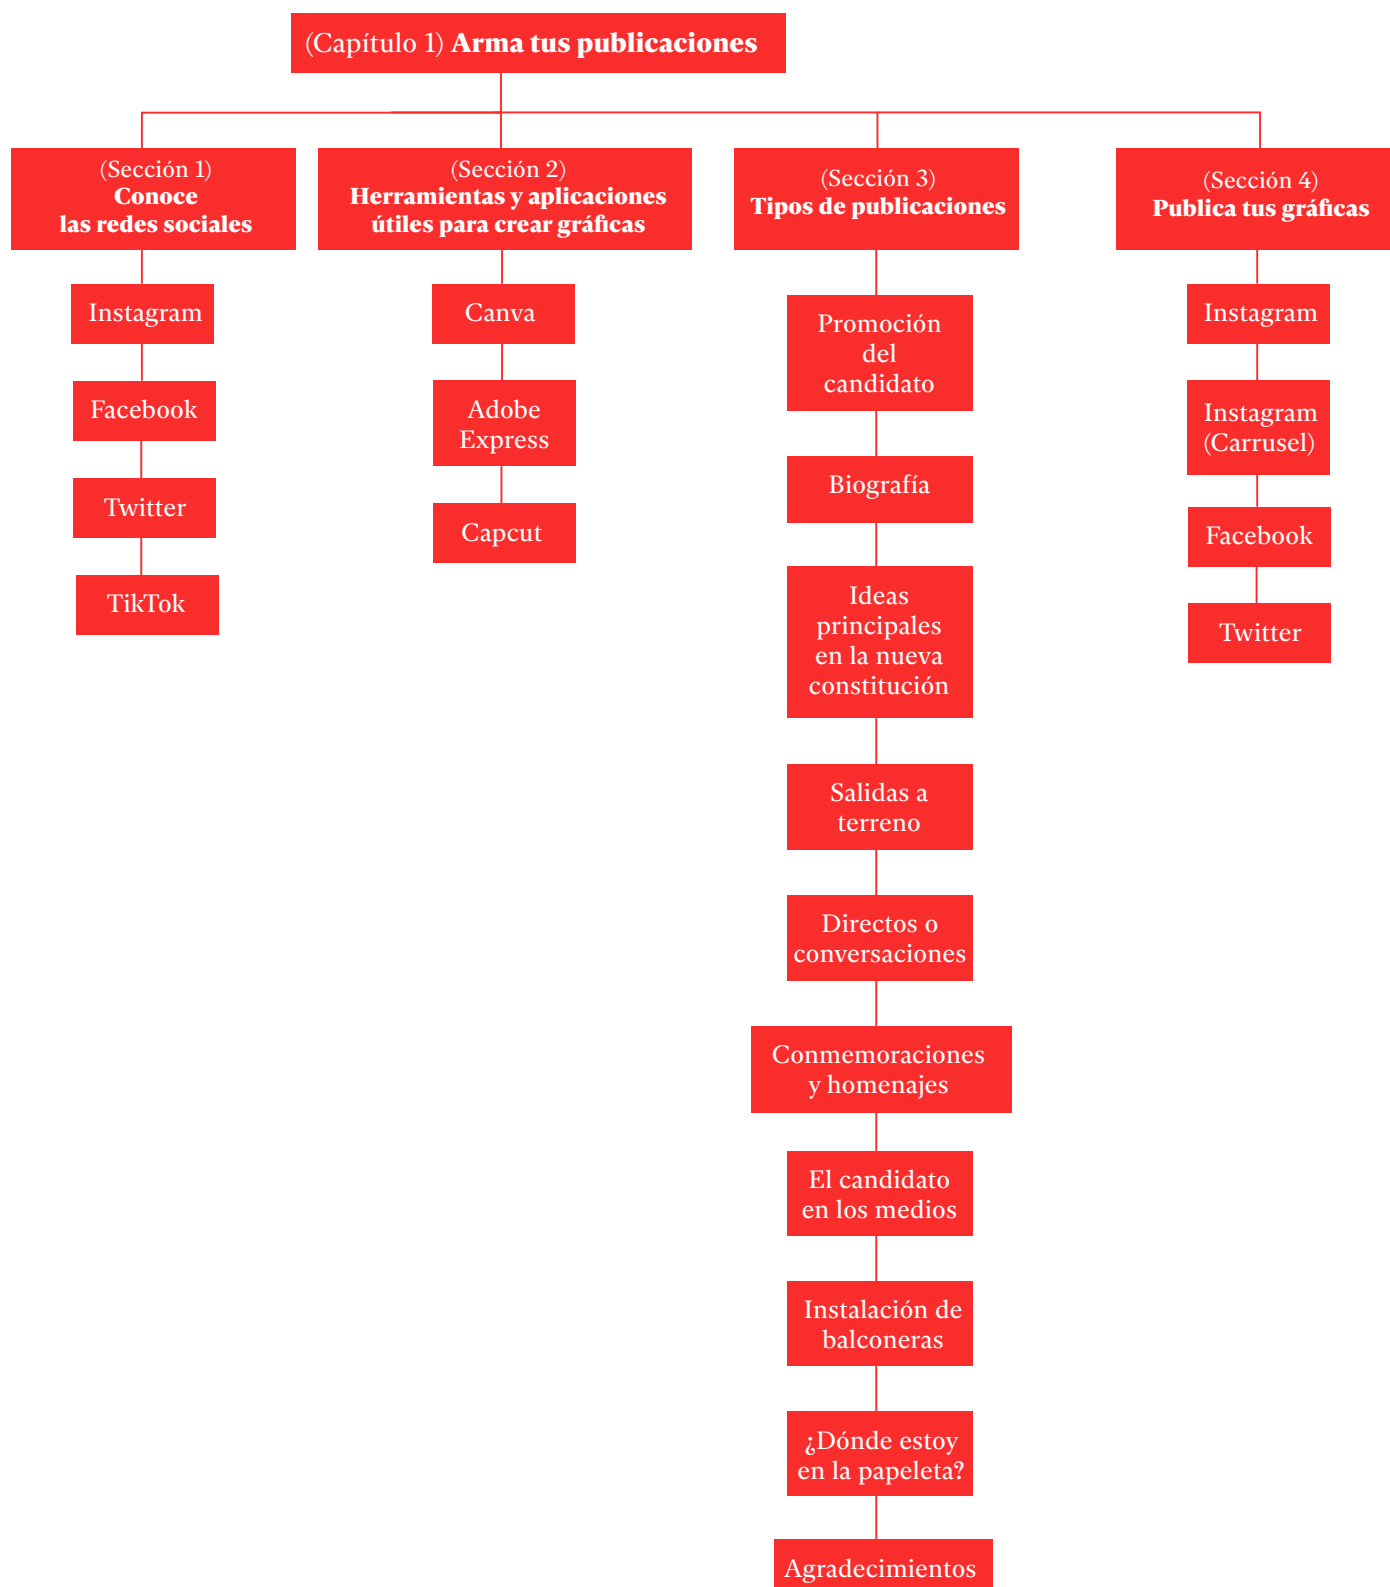 (Capítulo 1) Arma tus publicaciones
(Sección 1)
Conoce
las redes sociales
Instagram
Facebook
Twitter
TikTok
(Sección 2)
Herramientas y aplicaciones
útiles para crear gráficas
Canva
Adobe
Express
Capcut
(Sección 3)
Tipos de publicaciones
Promoción
del
candidato
Biografía
Ideas
principales
en la nueva
constitución
Salidas a
terreno
Directos o
conversaciones
Conmemoraciones
y homenajes
El candidato
en los medios
Instalación de
balconeras
¿Dónde estoy
en la papeleta?
Agradecimientos
(Sección 4)
Publica tus gráficas
Instagram
Instagram
(Carrusel)
Facebook
Twitter